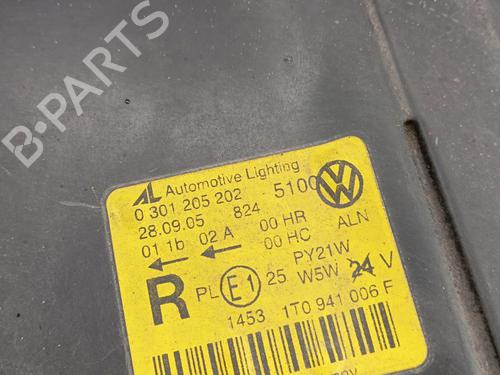 B-Parts
AL Automotive Lighting
0 301 205 202 5100
28.09.05 824 ALN
01 1b 02 A 00 HR
00 HC
PY21W
R PL E1 25 W5W 24 V
1453 1T0 941 006 F